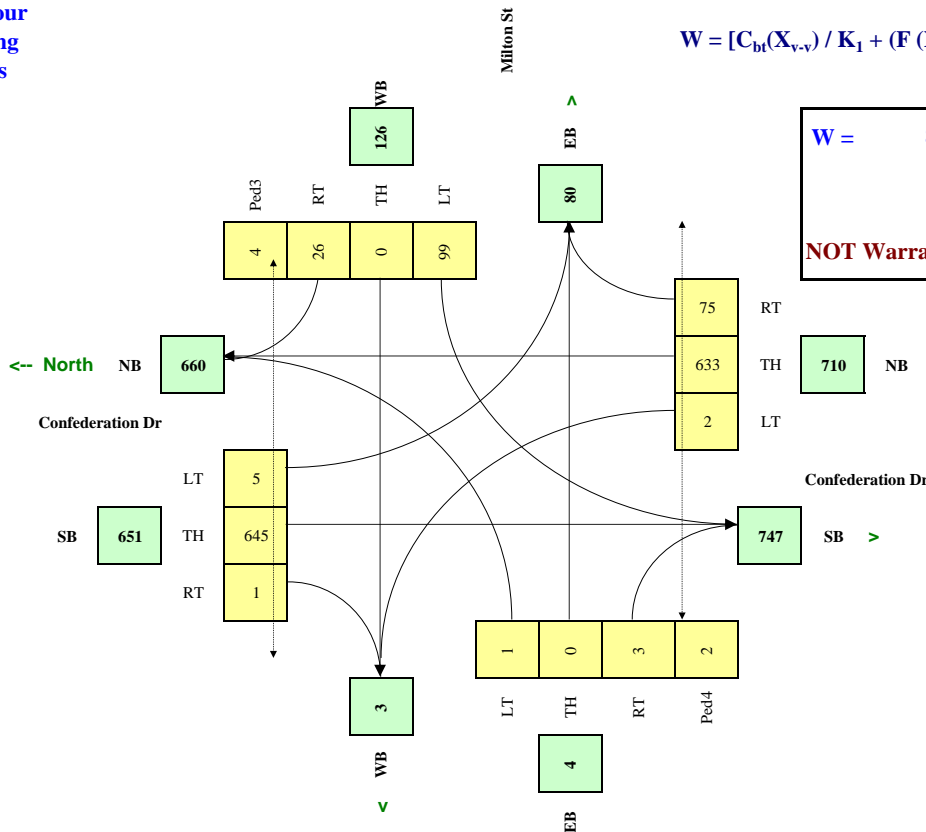 our
ng
s
Milton St
W = [Cbt(Xv-v) / K1 + (F (
W =
NOT Warra
WB
126
^
EB
80
Ped3
RT
TH
LT
4
26
0
99
75
RT
633
TH
2
LT
710
NB
<-- North
NB
660
Confederation Dr
Confederation Dr
LT
5
SB
651
TH
645
RT
1
747
SB
>
1
0
3
2
LT
TH
RT
Ped4
3
WB
v
4
EB